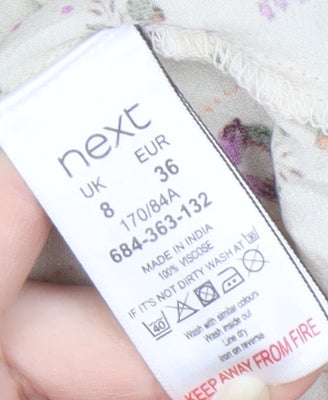 next
UK EUR
8 36
170/84A
684-363-132
MADE IN INDIA
100% VISCOSE
IF IT'S NOT DIRTY WASH AT
40
Wash with similar colours
Wash inside out
Line dry
Iron on reverse
KEEP AWAY FROM FIRE